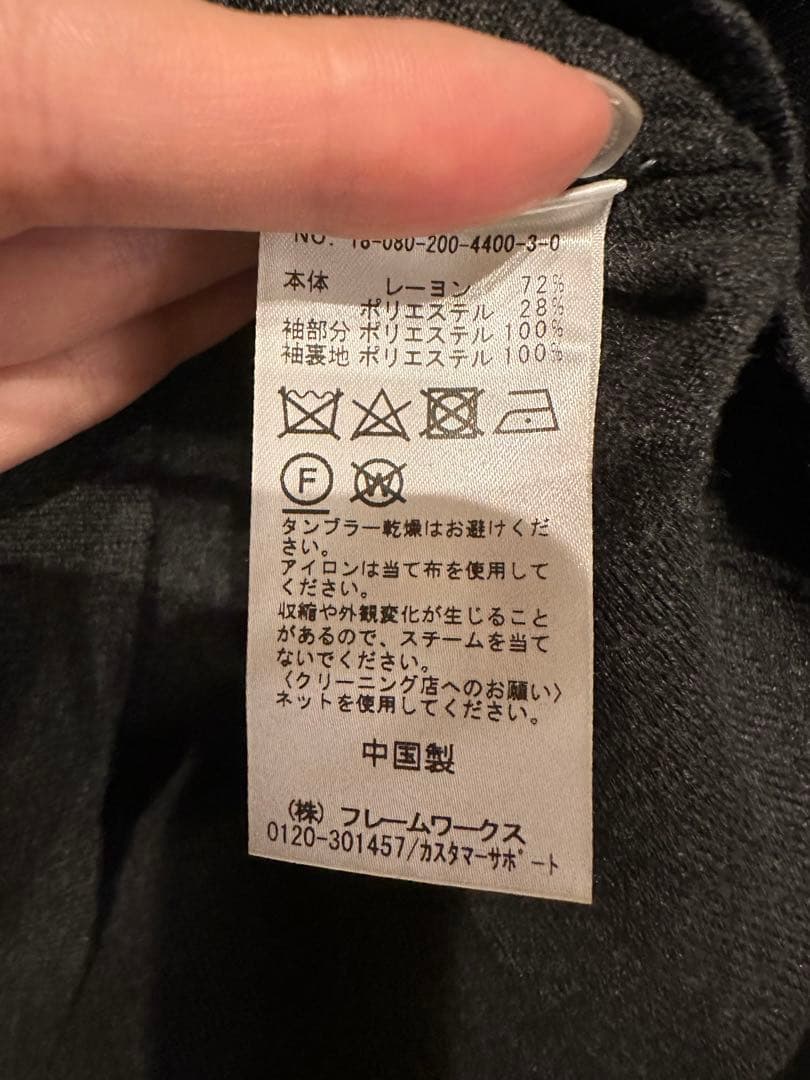 NO. 18-080-200-4400-3-0
本体 レーヨン 72%
ポリエステル 28%
袖部分 ポリエステル 100%
袖裏地 ポリエステル 100%
F W
タンブラー乾燥はお避けくだ
さい。
アイロンは当て布を使用して
ください。
収縮や外観変化が生じること
があるので、スチームを当て
ないでください。
〈クリーニング店へのお願い〉
ネットを使用してください。
中国製
(株) フレームワークス
0120-301457/カスタマーサポート